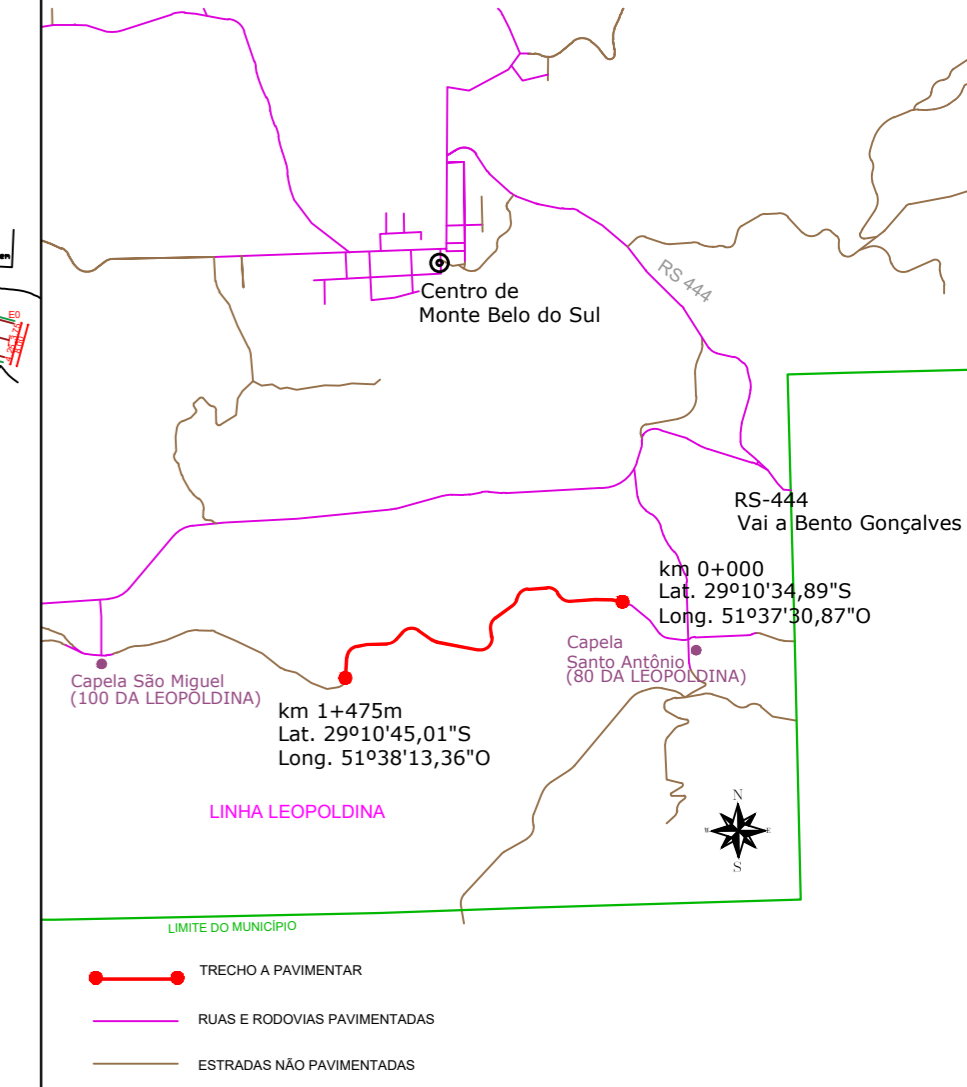 E0
RS 444
Centro de
Monte Belo do Sul
RS-444
Vai a Bento Gonçalves
km 0+000
Lat. 29º10'34,89"S
Long. 51º37'30,87"O
Capela
Santo Antônio
(80 DA LEOPOLDINA)
Capela São Miguel
(100 DA LEOPOLDINA)
km 1+475m
Lat. 29º10'45,01"S
Long. 51º38'13,36"O
LINHA LEOPOLDINA
N
W
E
S
LIMITE DO MUNICÍPIO
TRECHO A PAVIMENTAR
RUAS E RODOVIAS PAVIMENTADAS
ESTRADAS NÃO PAVIMENTADAS